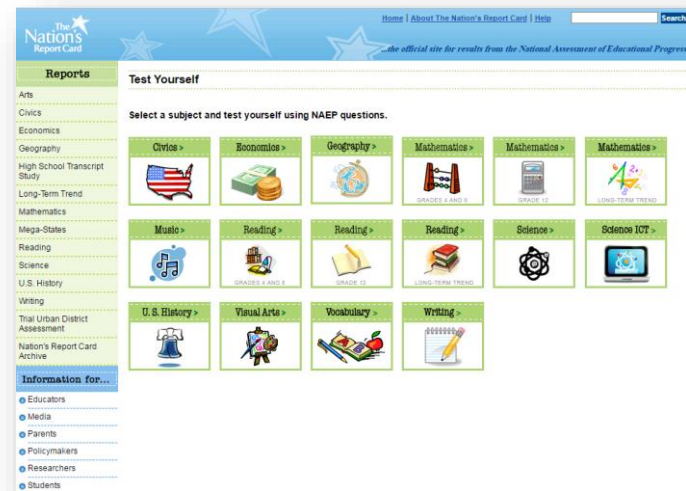 The
Nation's
Report Card
Home | About The Nation's Report Card | Help
Search
...the official site for results from the National Assessment of Educational Progress
Reports
Arts
Civics
Economics
Geography
High School Transcript
Study
Long-Term Trend
Mathematics
Mega-States
Reading
Science
U.S. History
Writing
Trial Urban District
Assessment
Nation's Report Card
Archive
Information for...
Educators
Media
Parents
Policymakers
Researchers
Students
Test Yourself
Select a subject and test yourself using NAEP questions.
Civics >
Economics >
Geography >
Mathematics >
GRADES 4 AND 8
Mathematics >
GRADE 12
Mathematics >
LONG-TERM TREND
Music >
Reading >
GRADES 4 AND 8
Reading >
GRADE 12
Reading >
LONG-TERM TREND
Science >
Science ICT >
U. S. History >
Visual Arts >
Vocabulary >
Writing >